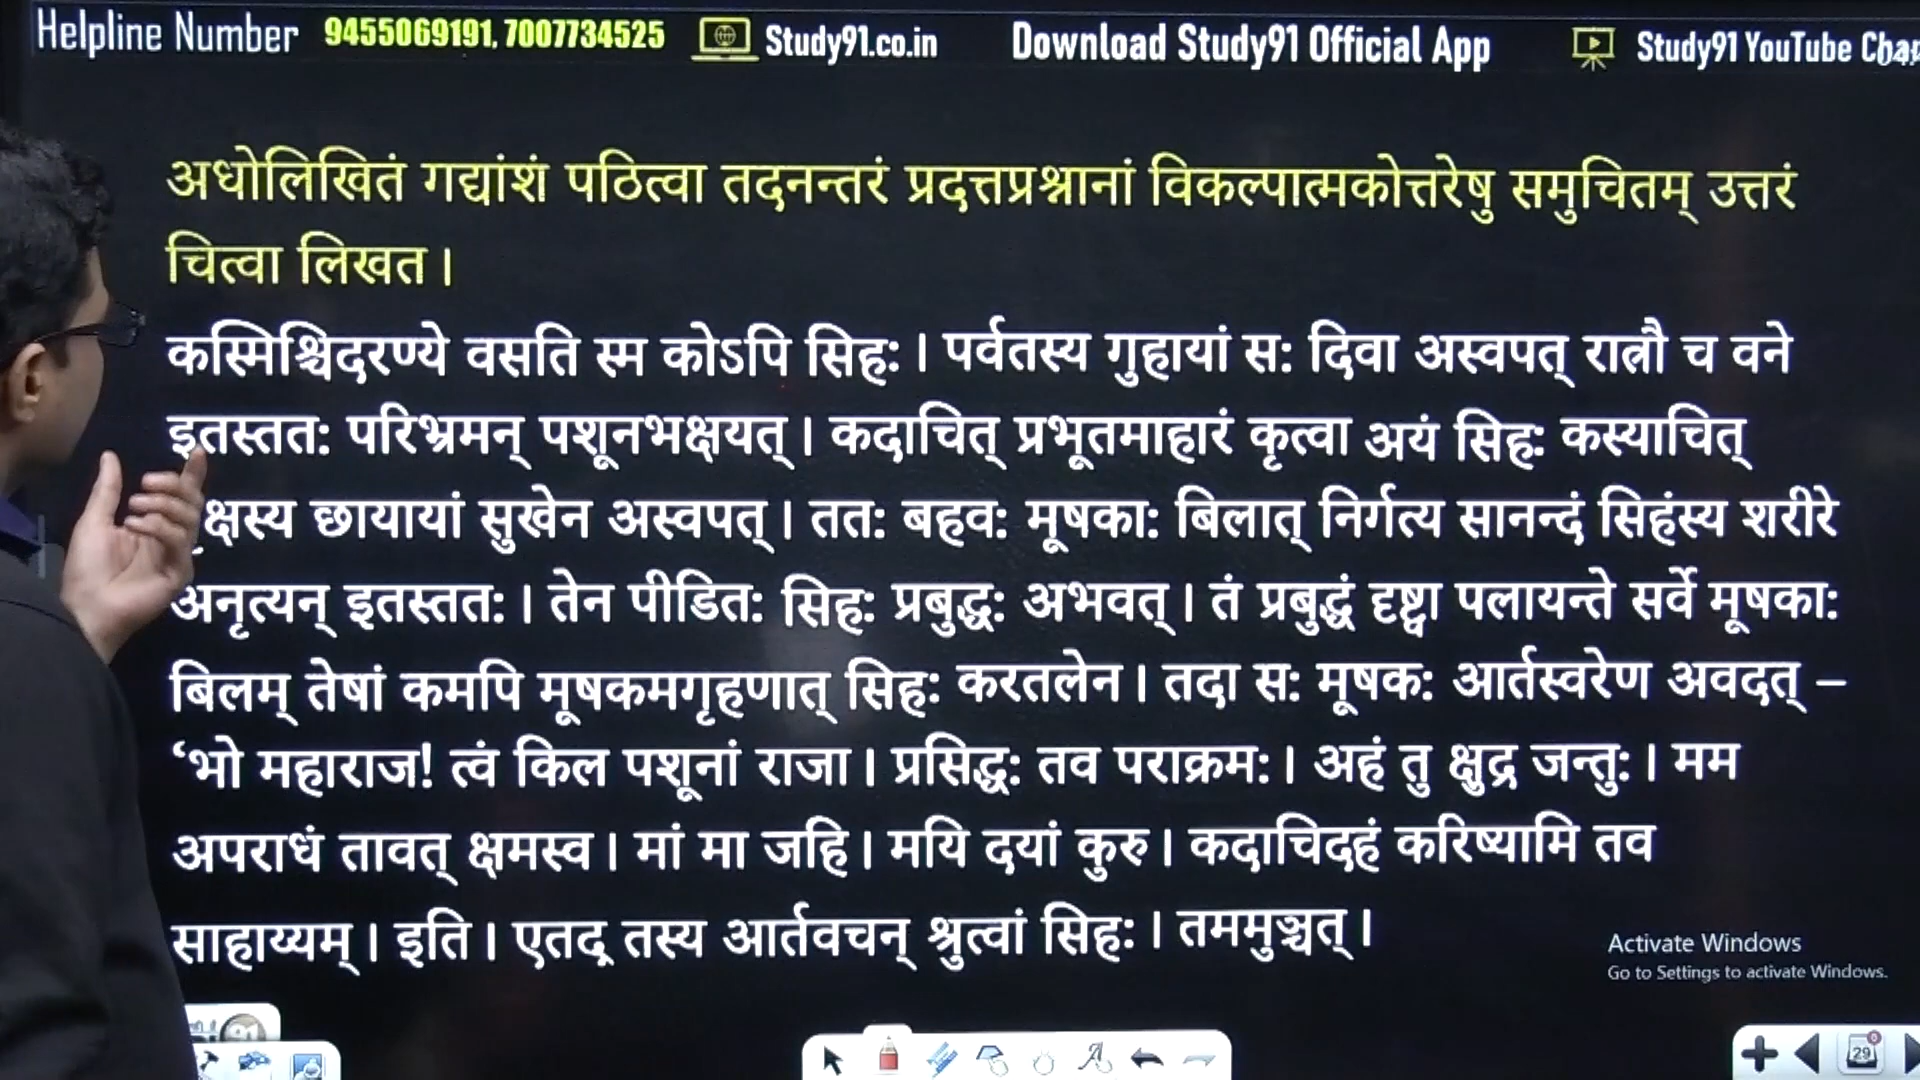 Helpline Number 9455069191, 7007734525 Study91.co.in Download Study91 Official App Study91 YouTube
अधोलिखितं गद्यांशं पठित्वा तदनन्तरं प्रदत्तप्रश्नानां विकल्पात्मकोत्तरेषु समुचितम् उत्तरं
चित्वा लिखत।
कस्मिश्चिदरण्ये वसति स्म कोऽपि सिहः। पर्वतस्य गुहायां सः दिवा अस्वपत् रात्रौ च वने
इतस्ततः परिभ्रमन् पशूनभक्षयत्। कदाचित् प्रभूतमाहारं कृत्वा अयं सिहः कस्याचित्
छायायां सुखेन अस्वपत्। ततः बहवः मूषकाः बिलात् निर्गत्य सानन्दं सिहंस्य शरीरे
अनृत्यन् इतस्ततः। तेन पीडितः सिहः प्रबुद्धः अभवत्। तं प्रबुद्धं दृष्ट्वा पलायन्ते सर्वे मूषकाः
बिलम् तेषां कमपि मूषकमगृहणात् सिहः करतलेन। तदा सः मूषकः आर्तस्वरेण अवदत् –
‘भो महाराज! त्वं किल पशूनां राजा। प्रसिद्धः तव पराक्रमः। अहं तु क्षुद्र जन्तुः। मम
अपराधं तावत् क्षमस्व। मां मा जहि। मयि दयां कुरु। कदाचिदहं करिष्यामि तव
साहाय्यम्। इति। एतद् तस्य आर्तवचन् श्रुत्वां सिहः। तममुञ्चत्।
Activate Windows
Go to Settings to activate Windows.
91
29